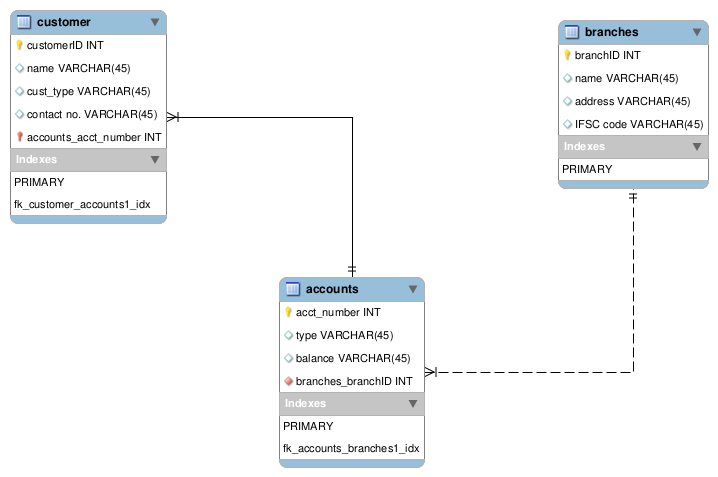 customer
customerID INT
name VARCHAR(45)
cust_type VARCHAR(45)
contact no. VARCHAR(45)
accounts_acct_number INT
Indexes
PRIMARY
fk_customer_accounts1_idx
branches
branchID INT
name VARCHAR(45)
address VARCHAR(45)
IFSC code VARCHAR(45)
Indexes
PRIMARY
accounts
acct_number INT
type VARCHAR(45)
balance VARCHAR(45)
branches_branchID INT
Indexes
PRIMARY
fk_accounts_branches1_idx